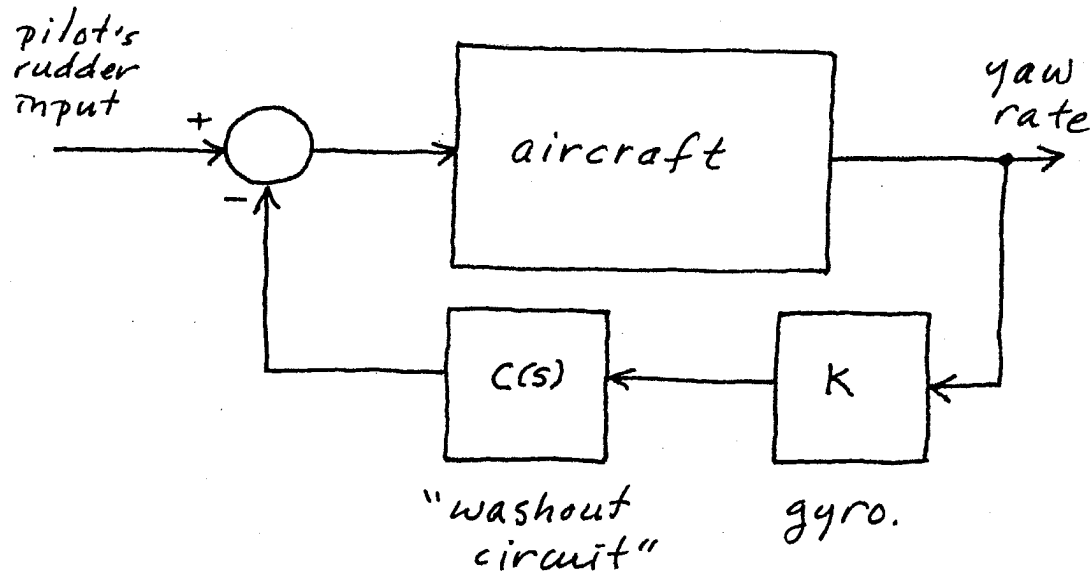 pilot's
rudder
input
+
-
aircraft
yaw
rate
C(s)
K
"washout
circuit"
gyro.